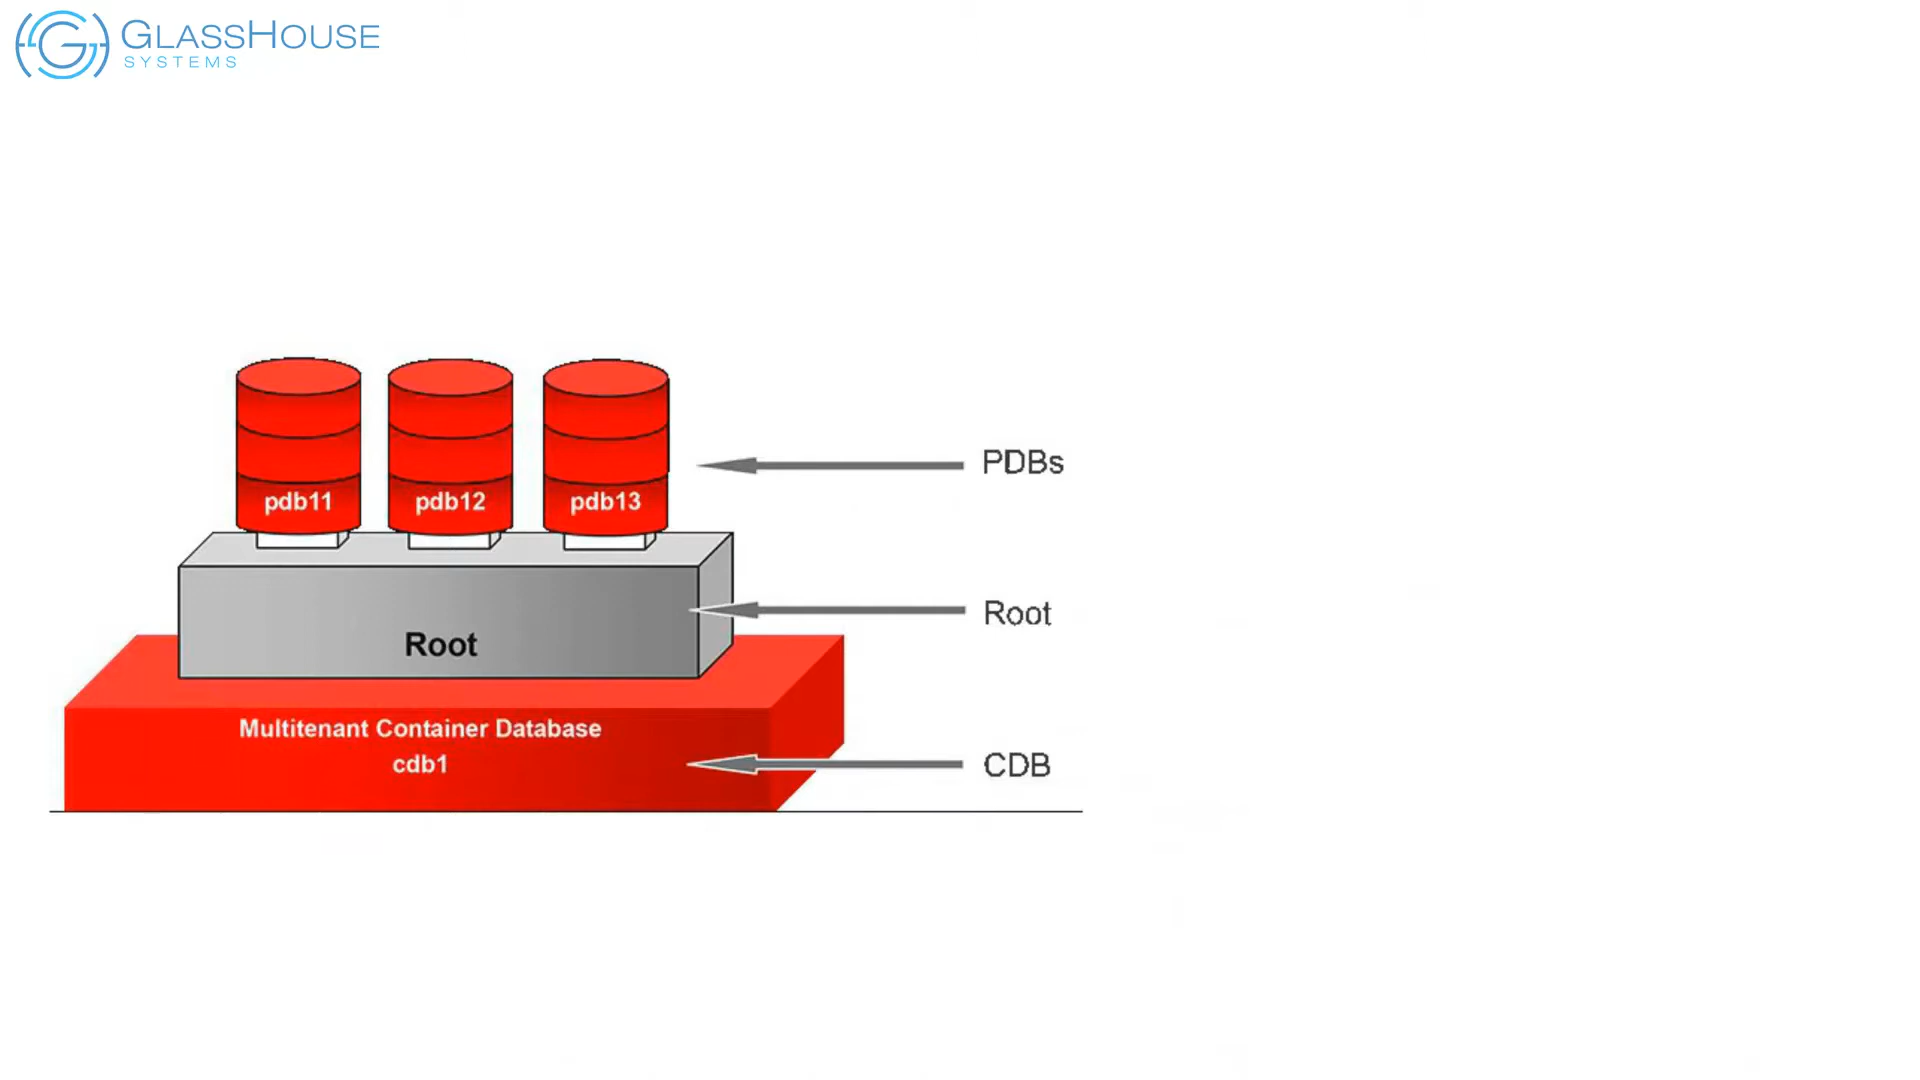 GLASSHOUSE
SYSTEMS
pdb11
pdb12
pdb13
PDBs
Root
Root
Multitenant Container Database
cdb1
CDB